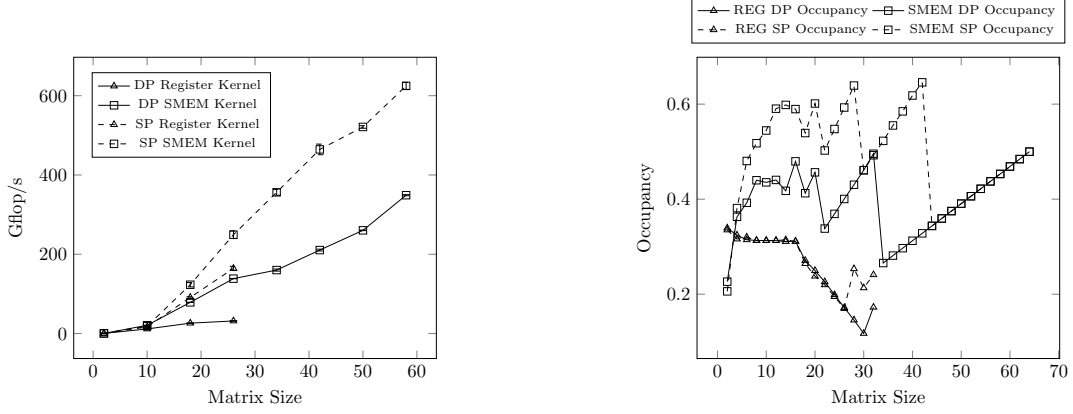 DP Register Kernel
DP SMEM Kernel
SP Register Kernel
SP SMEM Kernel
600
400
200
0
Gflop/s
0 10 20 30 40 50 60
Matrix Size
REG DP Occupancy SMEM DP Occupancy
REG SP Occupancy SMEM SP Occupancy
0.6
0.4
0.2
Occupancy
0 10 20 30 40 50 60 70
Matrix Size